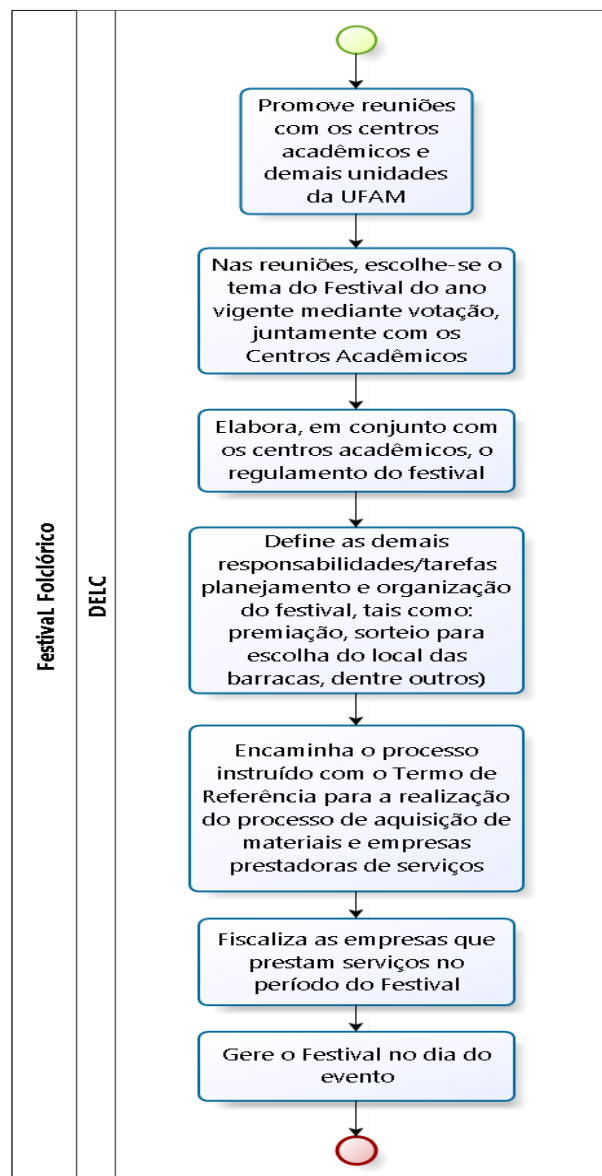 Festival Folclórico
DELC
Promove reuniões
com os centros
acadêmicos e
demais unidades
da UFAM
Nas reuniões, escolhe-se o
tema do Festival do ano
vigente mediante votação,
juntamente com os
Centros Acadêmicos
Elabora, em conjunto com
os centros acadêmicos, o
regulamento do festival
Define as demais
responsabilidades/tarefas
planejamento e organização
do festival, tais como:
premiação, sorteio para
escolha do local das
barracas, dentre outros)
Encaminha o processo
instruído com o Termo de
Referência para a realização
do processo de aquisição de
materiais e empresas
prestadoras de serviços
Fiscaliza as empresas que
prestam serviços no
período do Festival
Gere o Festival no dia do
evento